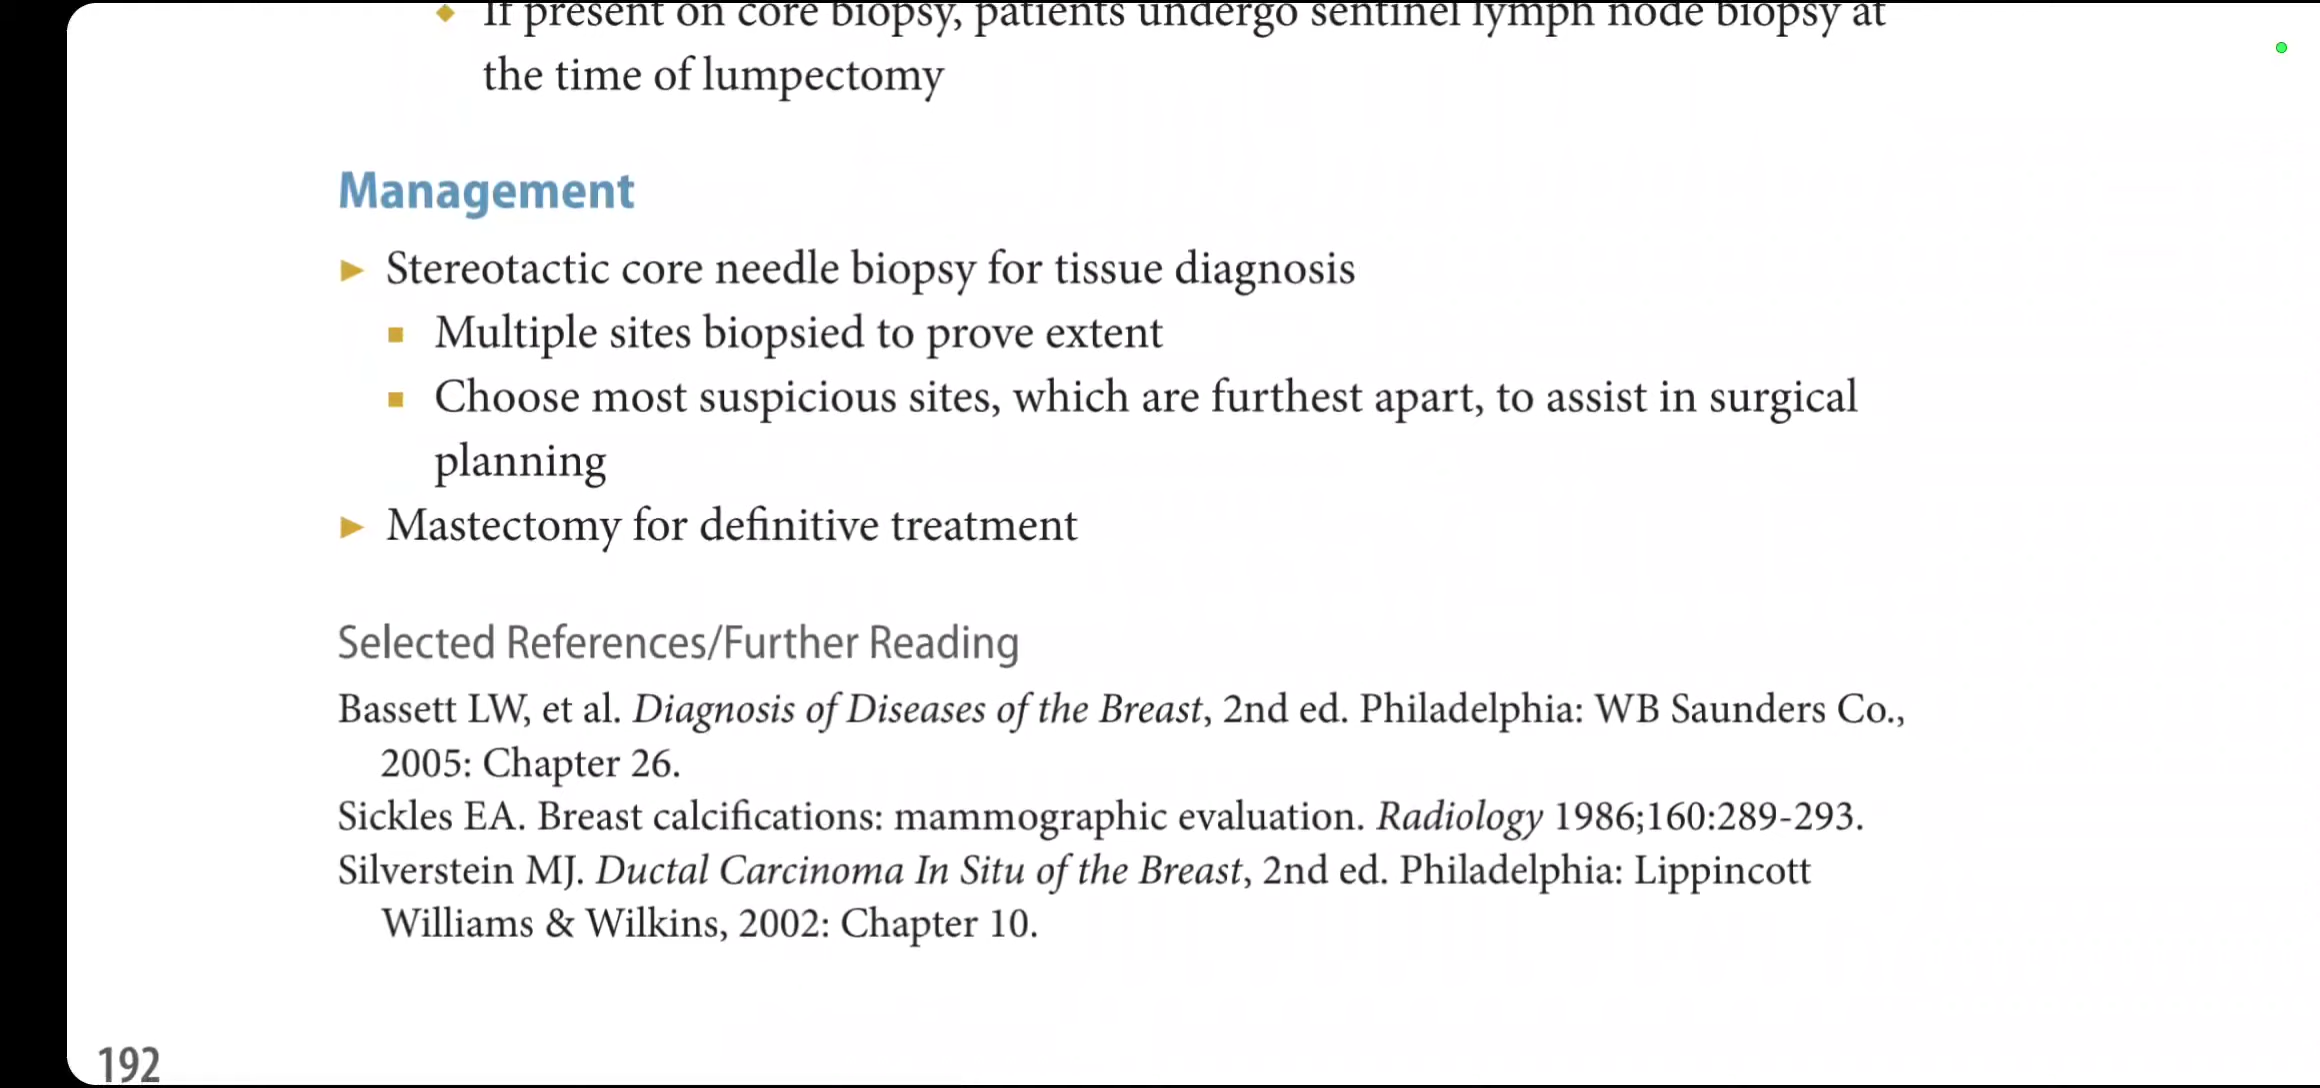 ◆ If present on core biopsy, patients undergo sentinel lymph node biopsy at
the time of lumpectomy
Management
► Stereotactic core needle biopsy for tissue diagnosis
■ Multiple sites biopsied to prove extent
■ Choose most suspicious sites, which are furthest apart, to assist in surgical
planning
► Mastectomy for definitive treatment
Selected References/Further Reading
Bassett LW, et al. Diagnosis of Diseases of the Breast, 2nd ed. Philadelphia: WB Saunders Co.,
2005: Chapter 26.
Sickles EA. Breast calcifications: mammographic evaluation. Radiology 1986;160:289-293.
Silverstein MJ. Ductal Carcinoma In Situ of the Breast, 2nd ed. Philadelphia: Lippincott
Williams & Wilkins, 2002: Chapter 10.
192